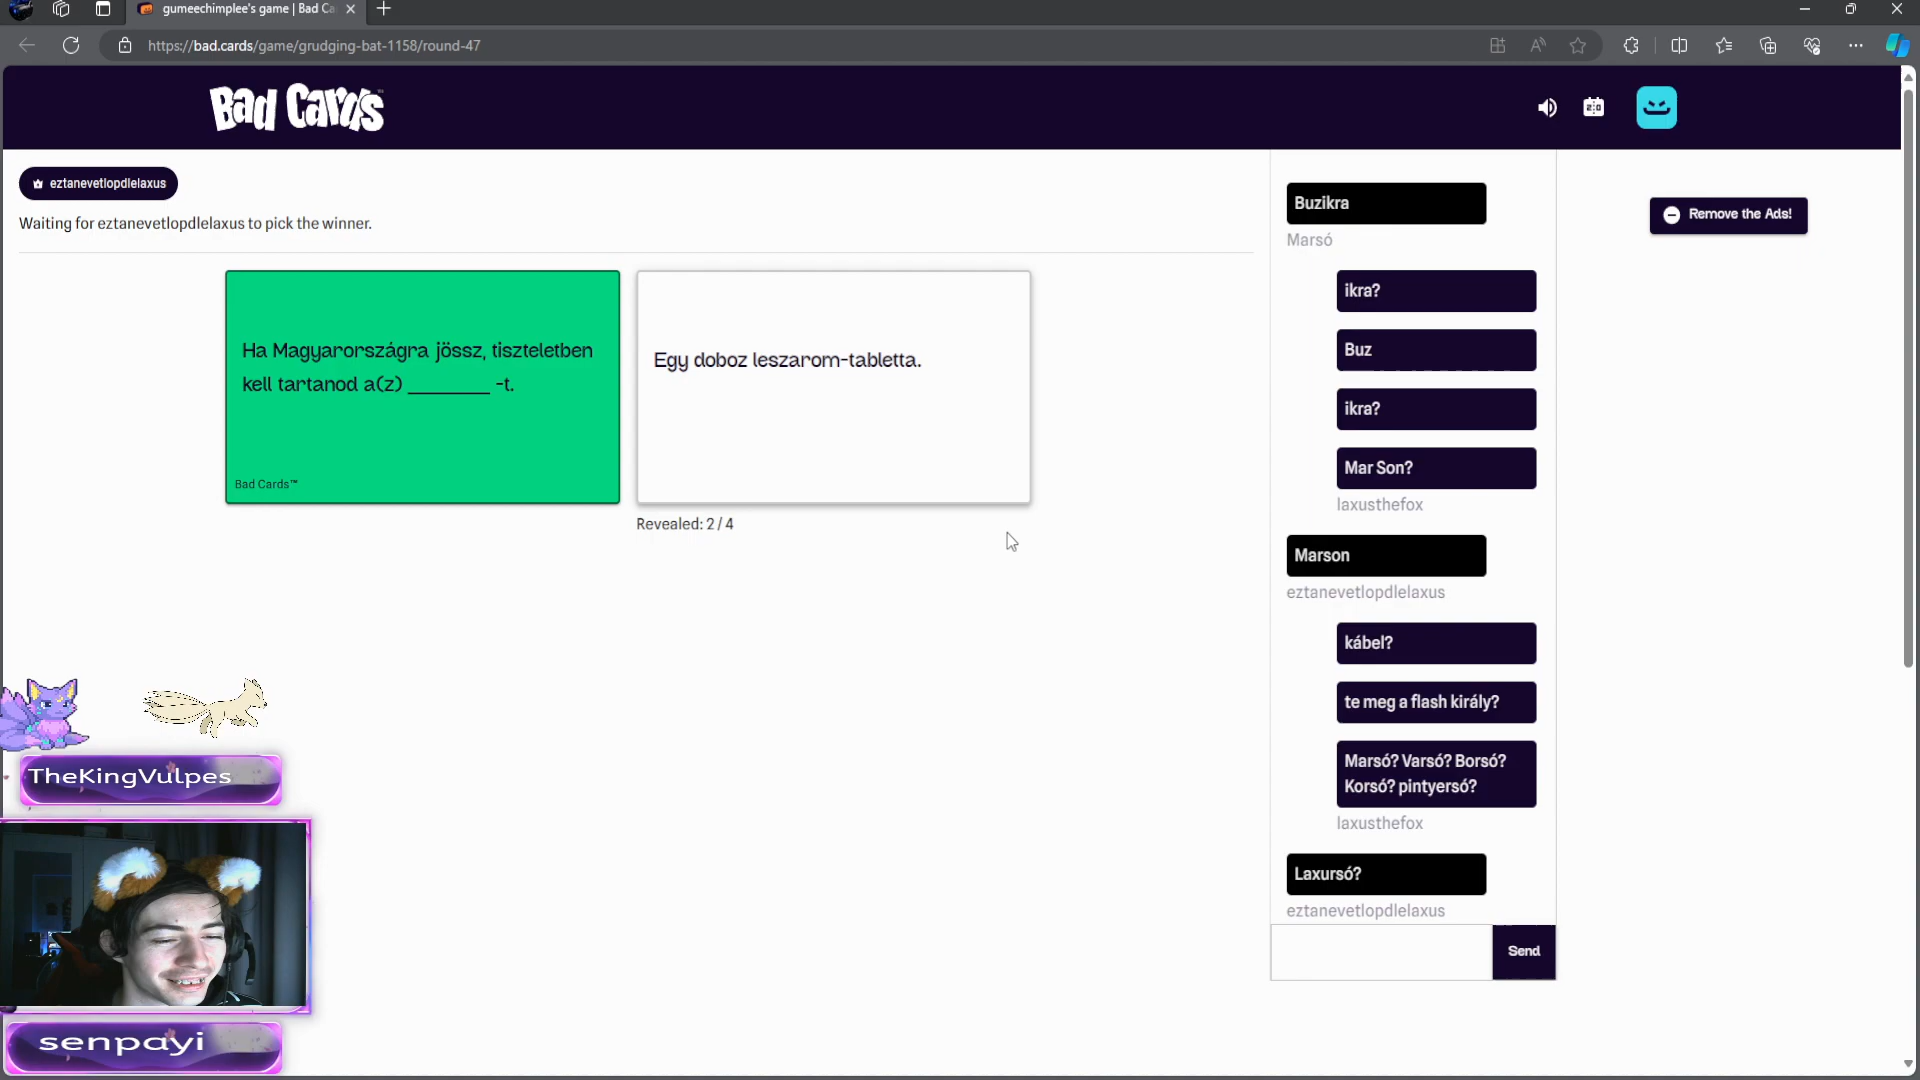 gumeechimplee's game | Bad Ca
https://bad.cards/game/grudging-bat-1158/round-47
Bad Cards
2:0
eztanevetlopdlelaxus
Waiting for eztanevetlopdlelaxus to pick the winner.
Ha Magyarországra jössz, tiszteletben
kell tartanod a(z) ________ -t.
Bad Cards™
Egy doboz leszarom-tabletta.
Revealed: 2 / 4
Buzikra
Marsó
ikra?
Buz
ikra?
Mar Son?
laxusthefox
Marson
eztanevetlopdlelaxus
kábel?
te meg a flash király?
Marsó? Varsó? Borsó?
Korsó? pintyersó?
laxusthefox
Laxursó?
eztanevetlopdlelaxus
Send
Remove the Ads!
TheKingVulpes
senpayi